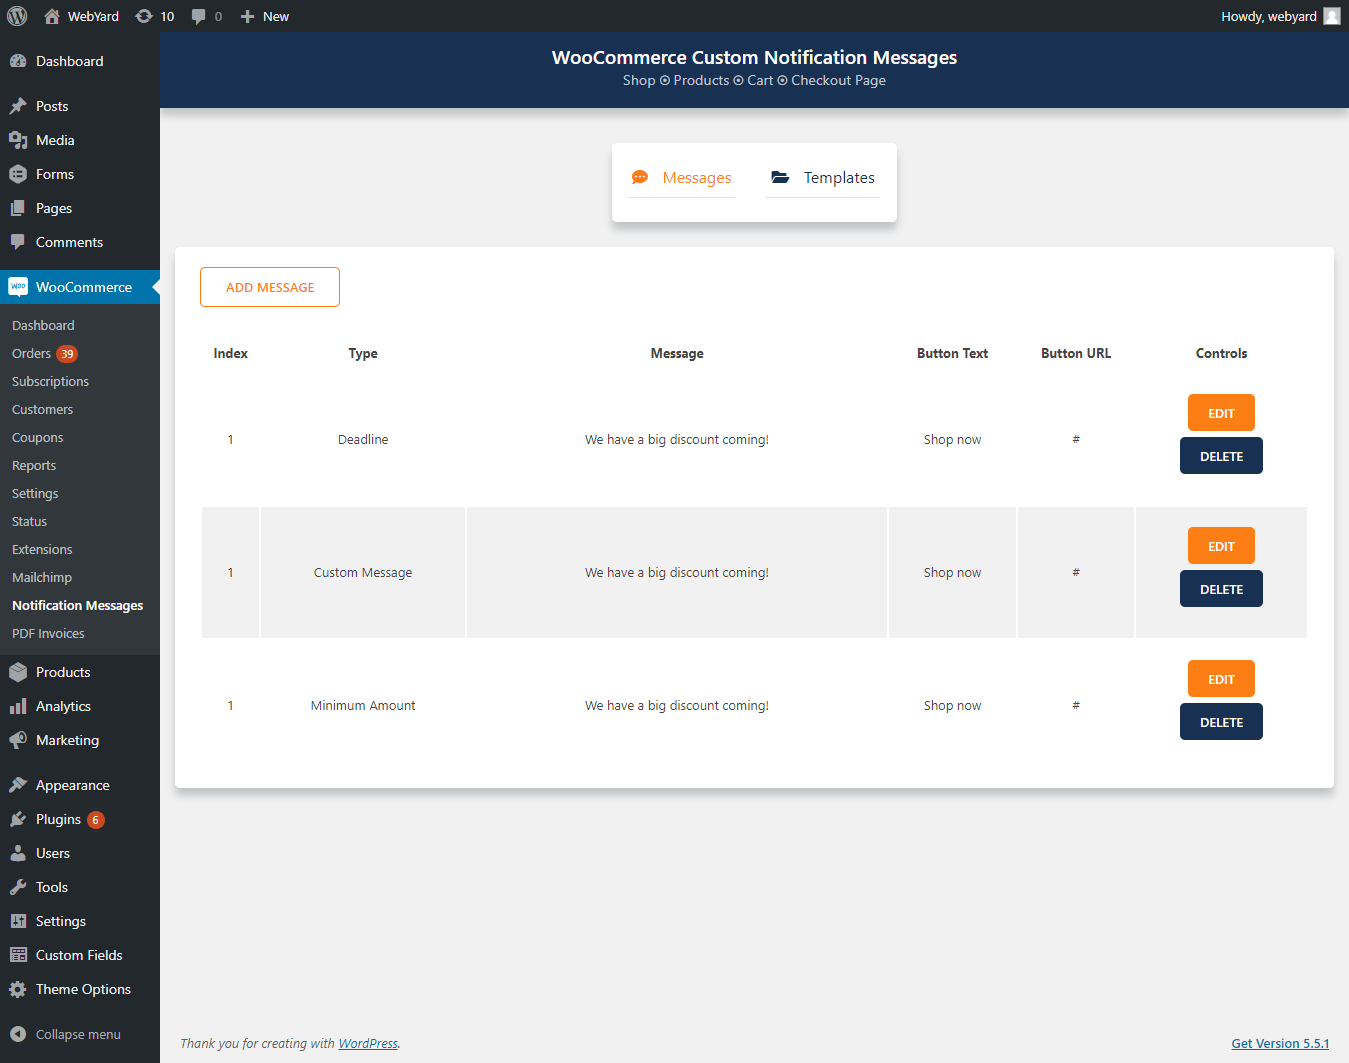 WebYard 10 0 New Howdy, webyard
Dashboard
Posts
Media
Forms
Pages
Comments
woo WooCommerce
Dashboard
Orders 39
Subscriptions
Customers
Coupons
Reports
Settings
Status
Extensions
Mailchimp
Notification Messages
PDF Invoices
Products
Analytics
Marketing
Appearance
Plugins 6
Users
Tools
Settings
Custom Fields
Theme Options
Collapse menu
WooCommerce Custom Notification Messages
Shop ⊙ Products ⊙ Cart ⊙ Checkout Page
Messages Templates
ADD MESSAGE
Index Type Message Button Text Button URL Controls
1 Deadline We have a big discount coming! Shop now # EDIT
DELETE
1 Custom Message We have a big discount coming! Shop now # EDIT
DELETE
1 Minimum Amount We have a big discount coming! Shop now # EDIT
DELETE
Thank you for creating with WordPress. Get Version 5.5.1